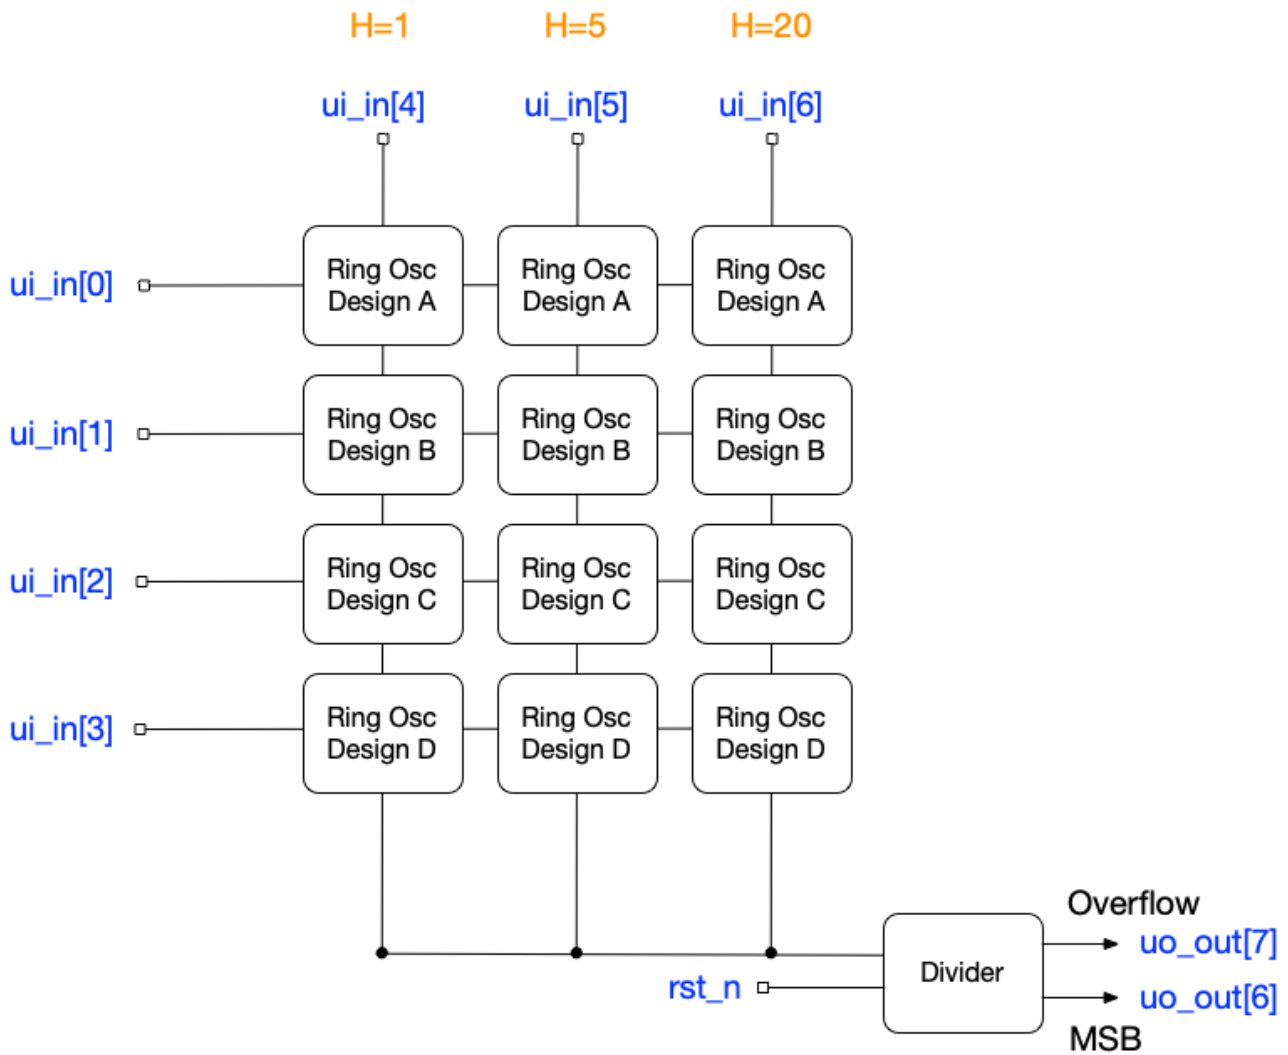 H=1 H=5 H=20
ui_in[4] ui_in[5] ui_in[6]
ui_in[0]
Ring Osc
Design A
Ring Osc
Design A
Ring Osc
Design A
ui_in[1]
Ring Osc
Design B
Ring Osc
Design B
Ring Osc
Design B
ui_in[2]
Ring Osc
Design C
Ring Osc
Design C
Ring Osc
Design C
ui_in[3]
Ring Osc
Design D
Ring Osc
Design D
Ring Osc
Design D
Overflow
uo_out[7]
Divider
rst_n
uo_out[6]
MSB